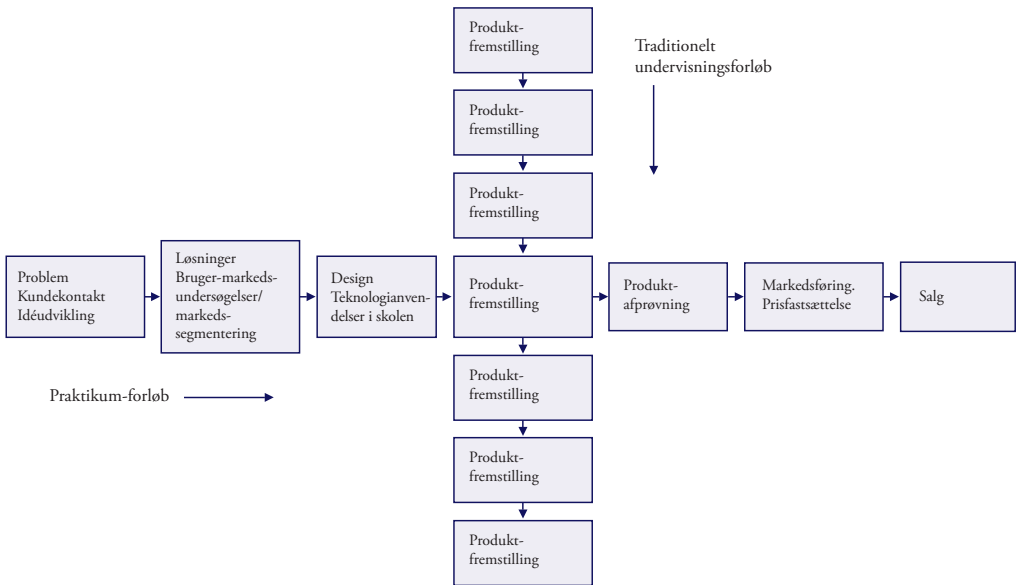 Produkt-
fremstilling
Traditionelt
undervisningsforløb
Produkt-
fremstilling
Produkt-
fremstilling
Problem
Kundekontakt
Idéudvikling
Løsninger
Bruger-markeds-
undersøgelser/
markeds-
segmentering
Design
Teknologianven-
delser i skolen
Produkt-
fremstilling
Produkt-
afprøvning
Markedsføring.
Prisfastsættelse
Salg
Praktikum-forløb
Produkt-
fremstilling
Produkt-
fremstilling
Produkt-
fremstilling